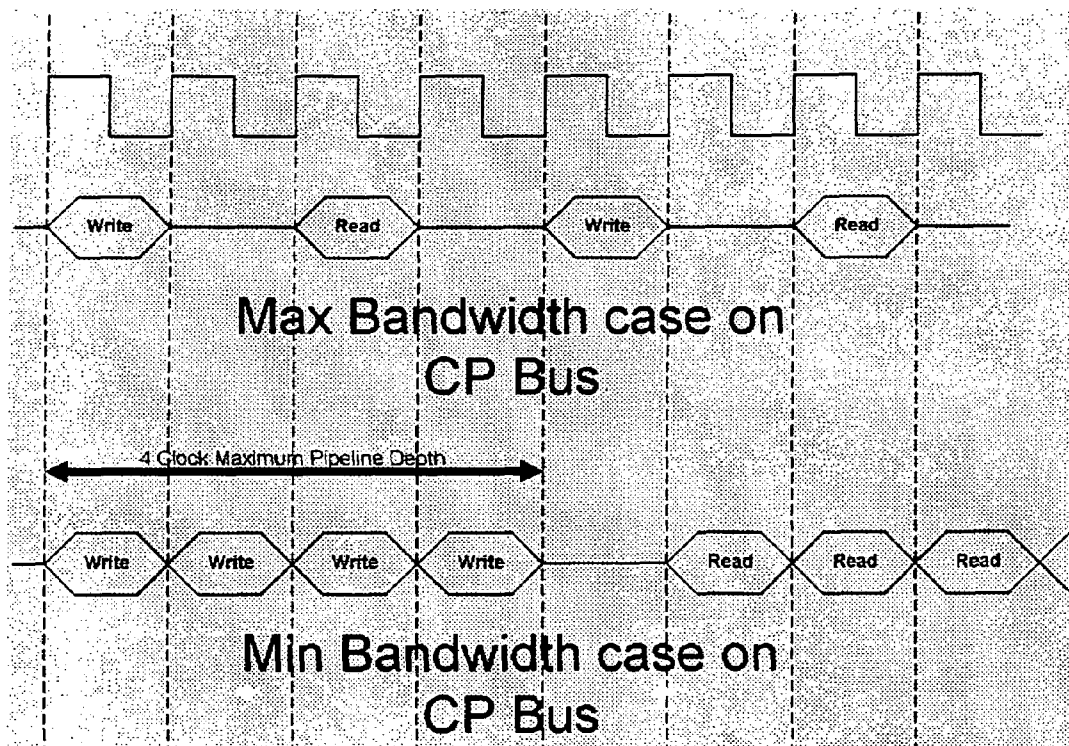 Write Read Write Read
Max Bandwidth case on
CP Bus
4 Clock Maximum Pipeline Depth
Write Write Write Write Read Read Read
Min Bandwidth case on
CP Bus